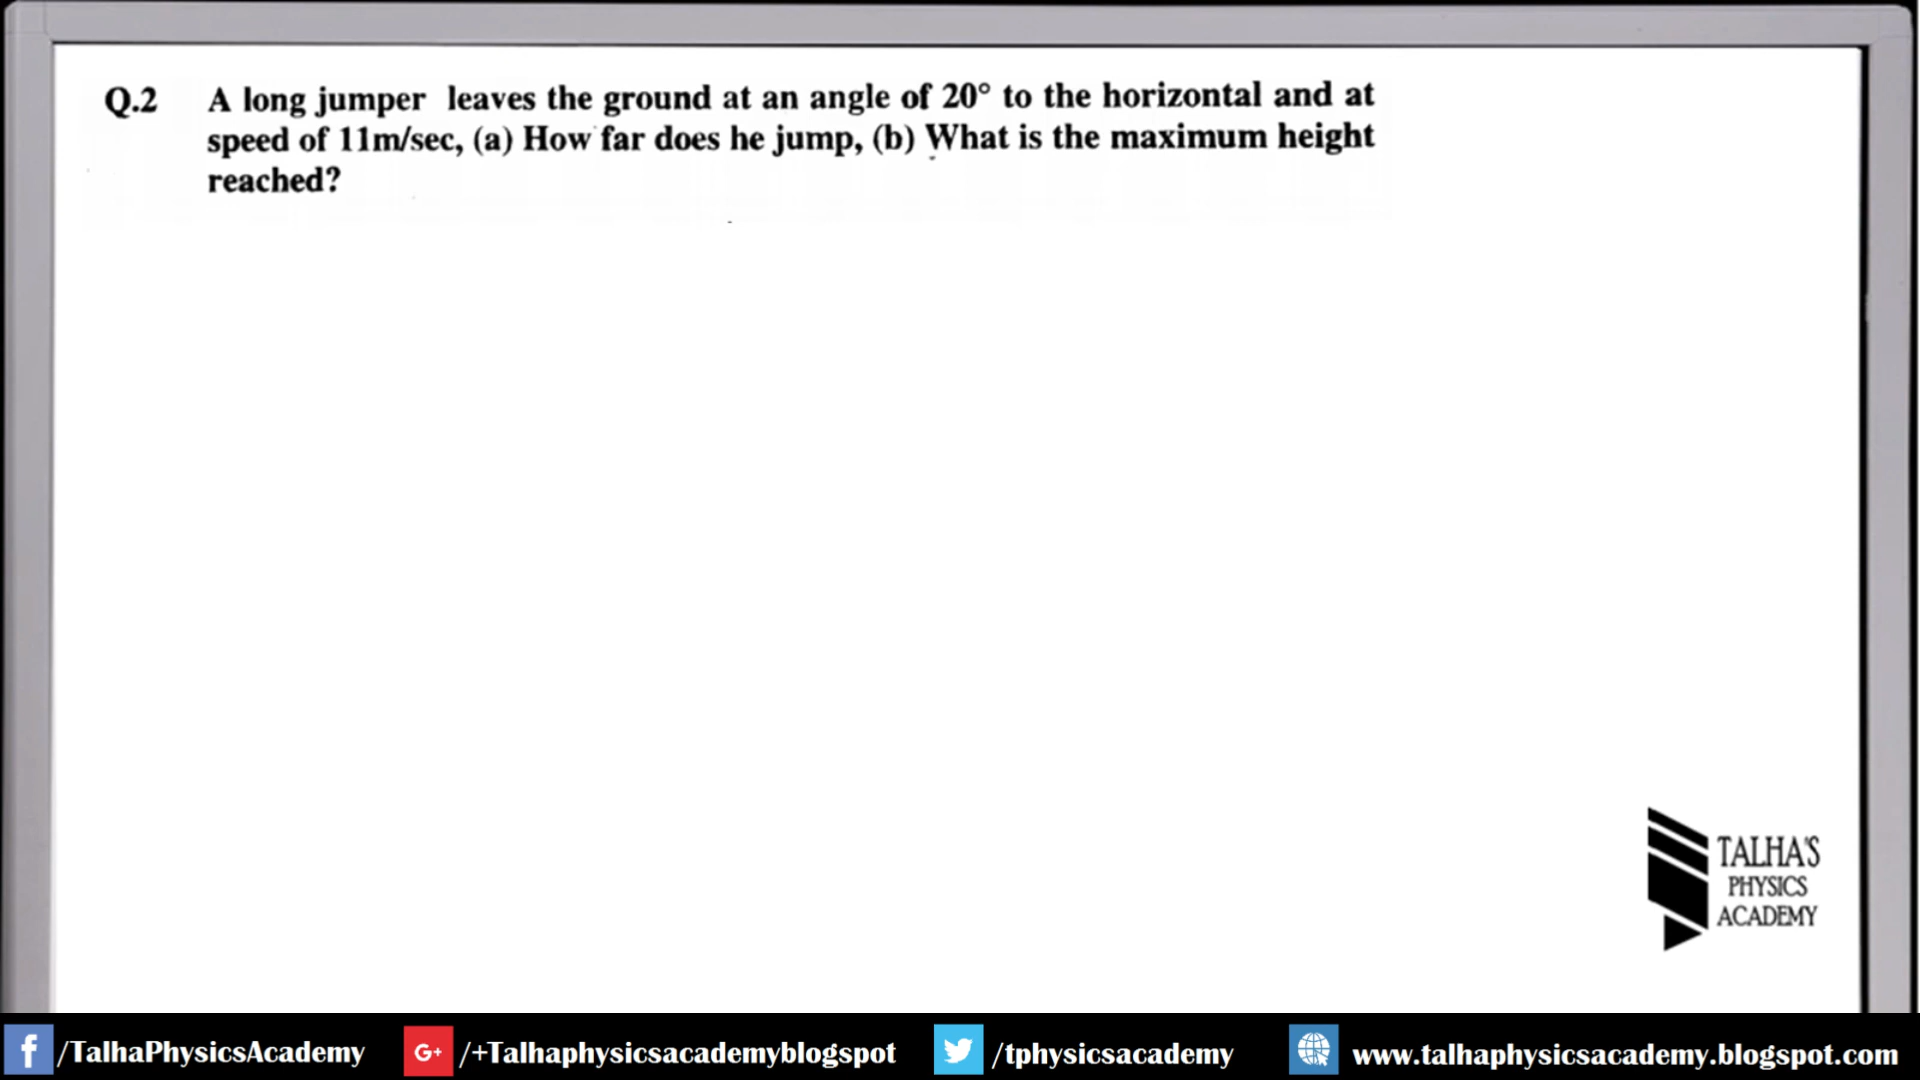 Q.2 A long jumper leaves the ground at an angle of 20° to the horizontal and at
speed of 11m/sec, (a) How far does he jump, (b) What is the maximum height
reached?
TALHA'S
PHYSICS
ACADEMY
f /TalhaPhysicsAcademy G+ /+Talhaphysicsacademyblogspot /tphysicsacademy www.talhaphysicsacademy.blogspot.com